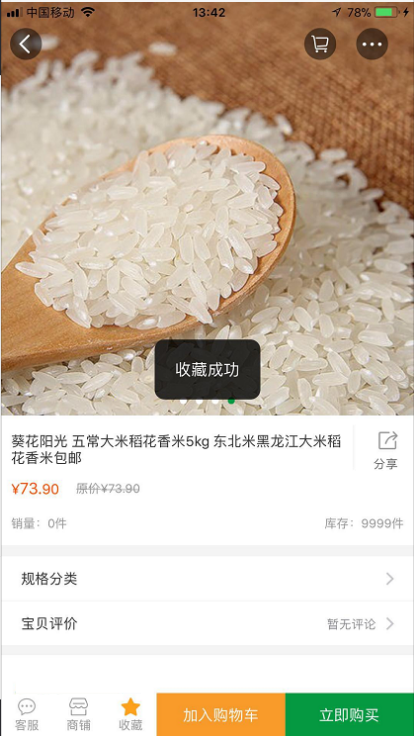 中国移动 13:42 78%
收藏成功
葵花阳光 五常大米稻花香米5kg 东北米黑龙江大米稻
花香米包邮
分享
¥73.90 原价¥73.90
销量：0件 库存：9999件
规格分类
宝贝评价 暂无评论
客服 商铺 收藏 加入购物车 立即购买